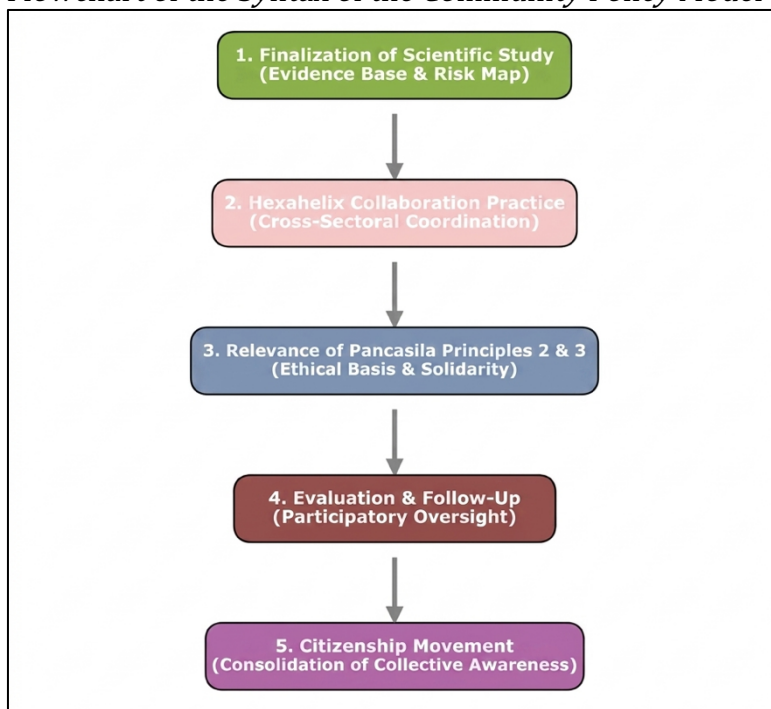 Flowchart of the Syntax of the Community Policy Model
1. Finalization of Scientific Study
(Evidence Base & Risk Map)
2. Hexahelix Collaboration Practice
(Cross-Sectoral Coordination)
3. Relevance of Pancasila Principles 2 & 3
(Ethical Basis & Solidarity)
4. Evaluation & Follow-Up
(Participatory Oversight)
5. Citizenship Movement
(Consolidation of Collective Awareness)